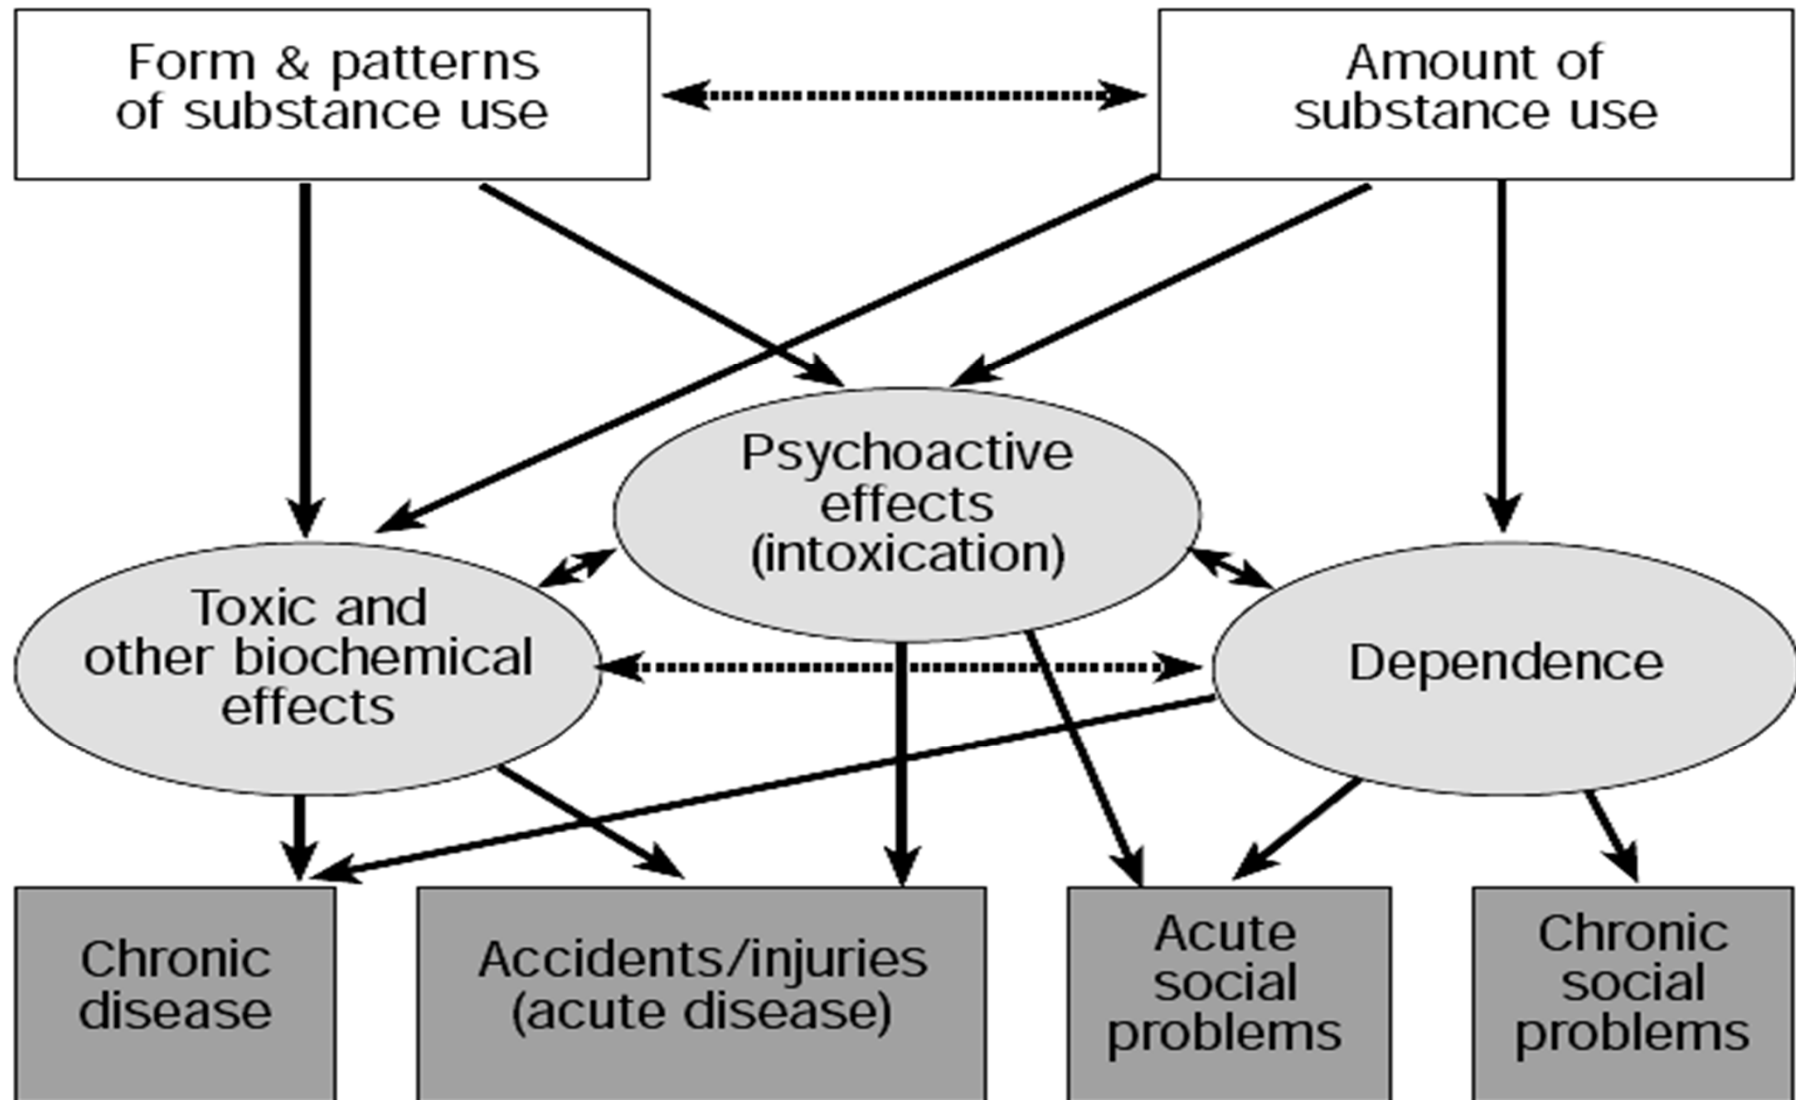 Form & patterns
of substance use
Amount of
substance use
Psychoactive
effects
(intoxication)
Toxic and
other biochemical
effects
Dependence
Chronic
disease
Accidents/injuries
(acute disease)
Acute
social
problems
Chronic
social
problems